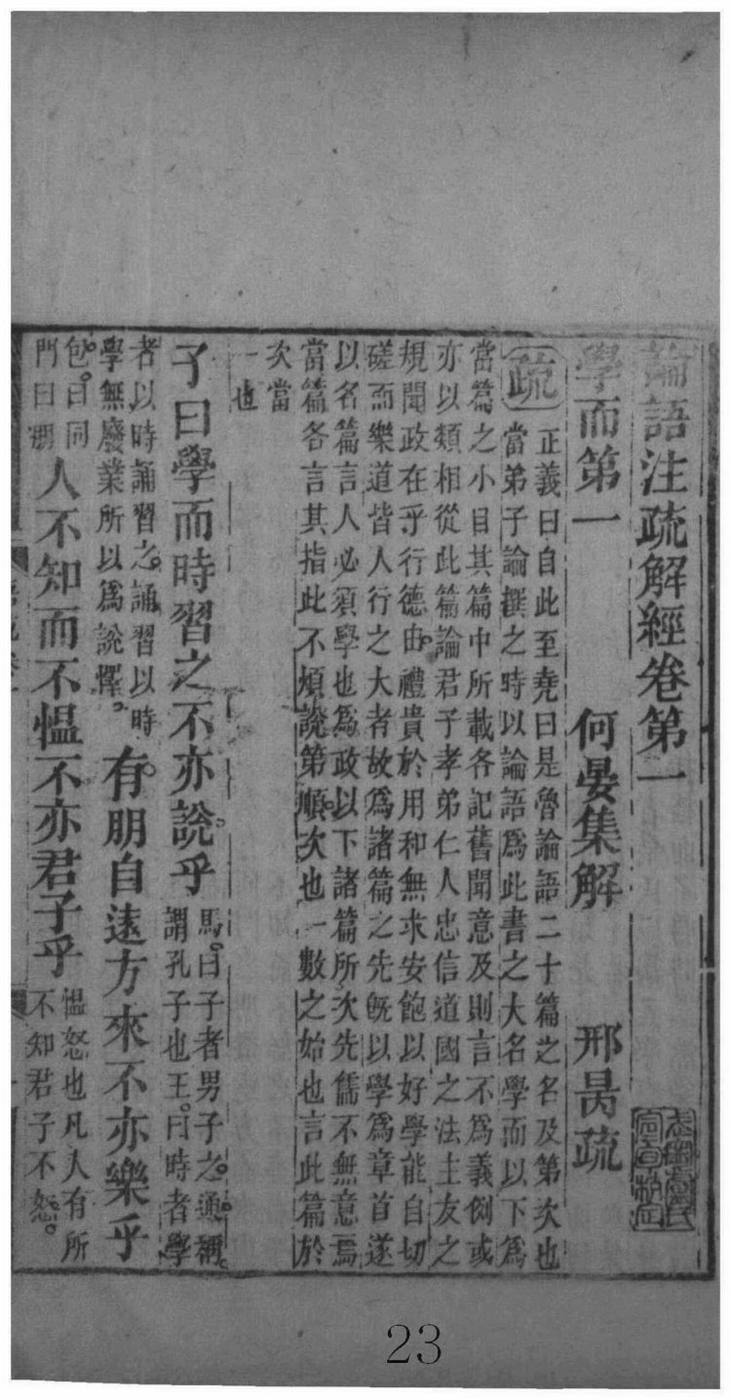 論語注疏解經卷第一
學而第一
何晏集解
邢昺疏
疏
正義曰自此至堯曰是魯論語二十篇之名及第次也
當弟子論撰之時以論語爲此書之大名學而以下爲
當篇之小目其篇中所載各記舊聞意及則言不爲義例或
亦以類相從此篇論君子孝弟仁人忠信道國之法主友之
規聞政在乎行德由禮貴於用和無求安飽以好學能自切
磋而樂道皆人行之大者故爲諸篇之先旣以學爲章首遂
以名篇言人必須學也爲政以下諸篇所次先儒不無意焉
當篇各言其指此不煩說第順次也一數之始也言此篇於
次當
一也
子曰學而時習之不亦說乎
馬曰子者男子之通稱
謂孔子也王曰時者學
者以時誦習之誦習以時
學無廢業所以爲說懌
有朋自遠方來不亦樂乎
包曰同
門曰朋
人不知而不慍不亦君子乎
慍怒也凡人有所
不知君子不怒
23